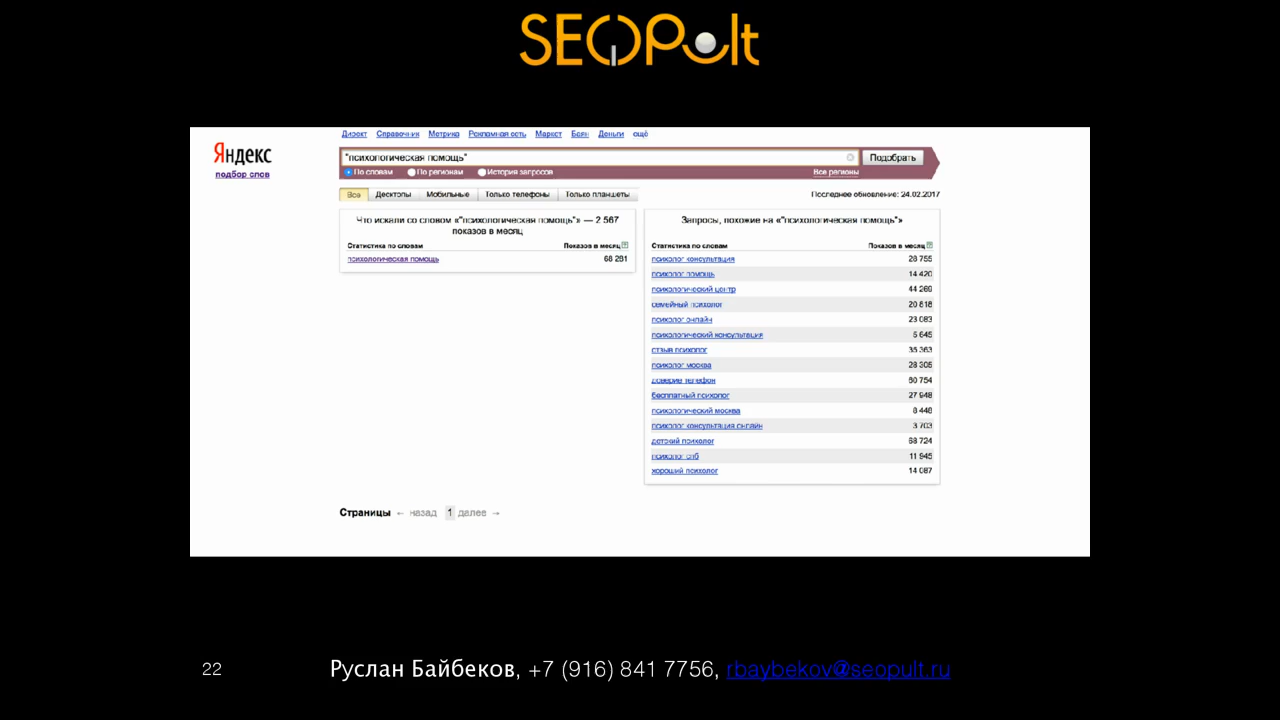 SEOPult
Директ Справочник Метрика Рекламная сеть Маркет Баян Деньги ещё
Яндекс
подбор слов
"психологическая помощь"
Подобрать
По словам По регионам История запросов Все регионы
Все Десктопы Мобильные Только телефоны Только планшеты
Последнее обновление: 24.02.2017
Что искали со словом «"психологическая помощь"» — 2 567
показов в месяц
Статистика по словам Показов в месяц ?
психологическая помощь 68 281
Запросы, похожие на «"психологическая помощь"»
Статистика по словам Показов в месяц ?
психолог консультация 28 755
психолог помощь 14 420
психологический центр 44 269
семейный психолог 20 818
психолог онлайн 23 083
психологический консультация 5 645
отзыв психолог 35 363
психолог москва 28 305
доверие телефон 60 754
бесплатный психолог 27 948
психологический москва 8 448
психолог консультация онлайн 3 703
детский психолог 68 724
психолог спб 11 945
хороший психолог 14 087
Страницы ← назад 1 далее →
22
Руслан Байбеков, +7 (916) 841 7756, rbaybekov@seopult.ru